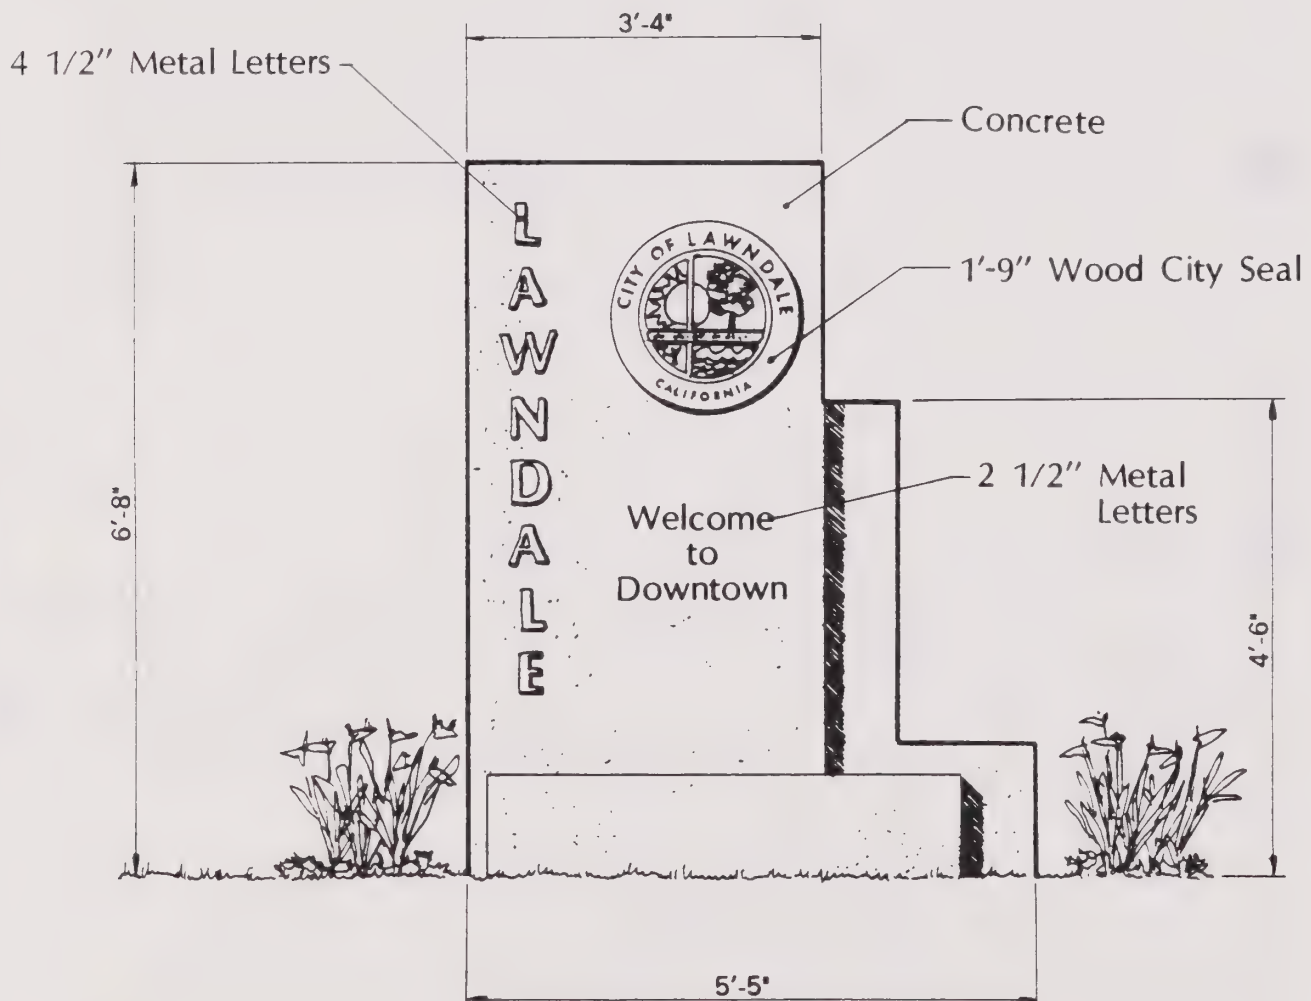 3'-4"
4 1/2" Metal Letters
Concrete
LAWNDALE
CITY OF LAWNDALE
CALIFORNIA
1'-9" Wood City Seal
2 1/2" Metal
Letters
Welcome
to
Downtown
6'-8"
4'-6"
5'-5"